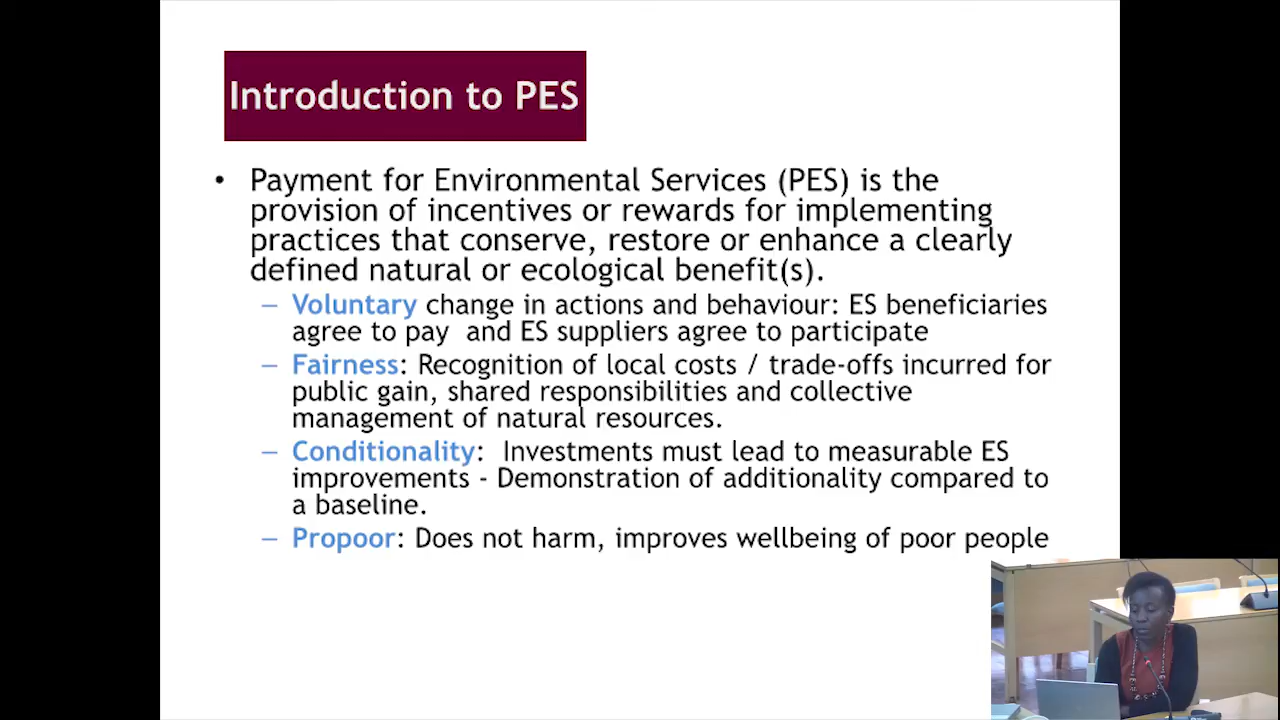 Introduction to PES
• Payment for Environmental Services (PES) is the
provision of incentives or rewards for implementing
practices that conserve, restore or enhance a clearly
defined natural or ecological benefit(s).
– Voluntary change in actions and behaviour: ES beneficiaries
agree to pay  and ES suppliers agree to participate
– Fairness: Recognition of local costs / trade-offs incurred for
public gain, shared responsibilities and collective
management of natural resources.
– Conditionality:  Investments must lead to measurable ES
improvements - Demonstration of additionality compared to
a baseline.
– Propoor: Does not harm, improves wellbeing of poor people